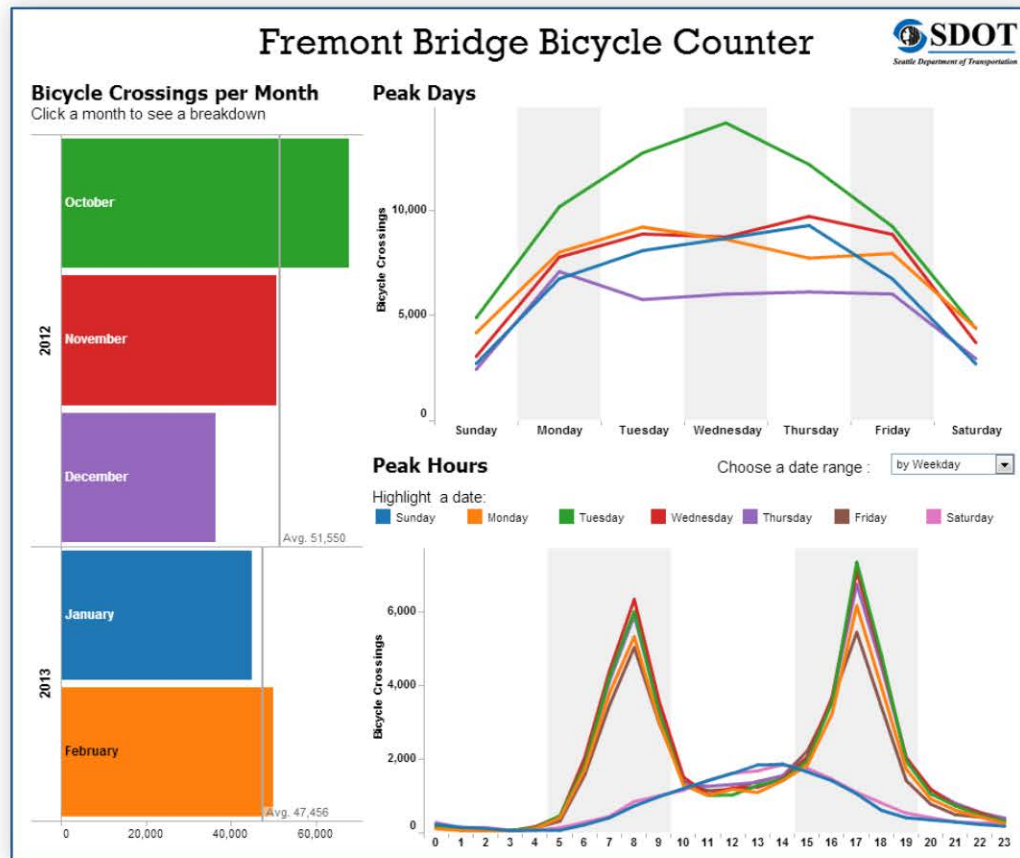 Fremont Bridge Bicycle Counter
SDOT
Seattle Department of Transportation
Bicycle Crossings per Month
Click a month to see a breakdown
2012
October
November
December
Avg. 51,550
2013
January
February
Avg. 47,456
0 20,000 40,000 60,000
Peak Days
Bicycle Crossings
10,000
5,000
0
Sunday Monday Tuesday Wednesday Thursday Friday Saturday
Peak Hours
Choose a date range : by Weekday
Highlight a date:
Sunday Monday Tuesday Wednesday Thursday Friday Saturday
Bicycle Crossings
6,000
4,000
2,000
0
0 1 2 3 4 5 6 7 8 9 10 11 12 13 14 15 16 17 18 19 20 21 22 23